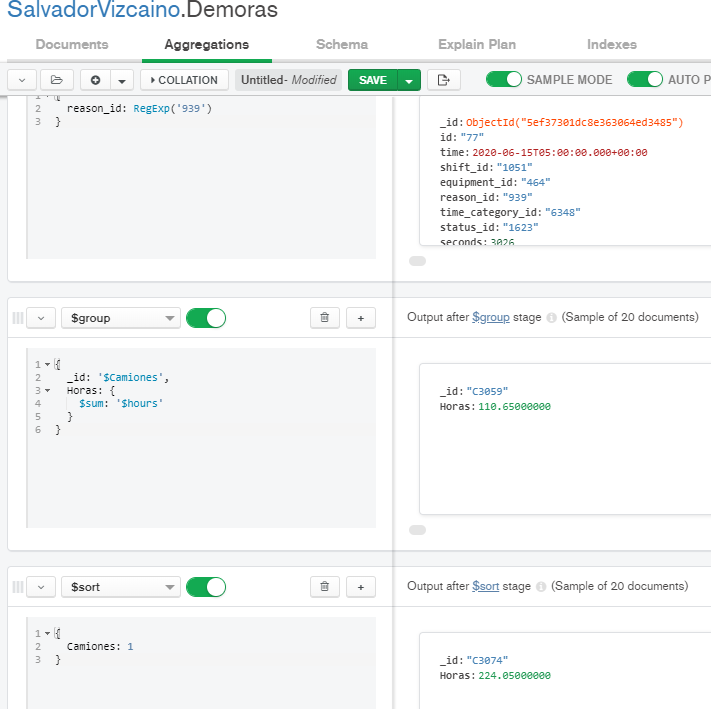 SalvadorVizcaino.Demoras
Documents Aggregations Schema Explain Plan Indexes
COLLATION Untitled- Modified SAVE SAMPLE MODE AUTO P
1 {
2 reason_id: RegExp('939')
3 }
_id: ObjectId("5ef37301dc8e363064ed3485")
id: "77"
time: 2020-06-15T05:00:00.000+00:00
shift_id: "1051"
equipment_id: "464"
reason_id: "939"
time_category_id: "6348"
status_id: "1623"
seconds: 3026
$group
Output after $group stage (Sample of 20 documents)
1 {
2 _id: '$Camiones',
3 Horas: {
4 $sum: '$hours'
5 }
6 }
_id: "C3059"
Horas: 110.65000000
$sort
Output after $sort stage (Sample of 20 documents)
1 {
2 Camiones: 1
3 }
_id: "C3074"
Horas: 224.05000000